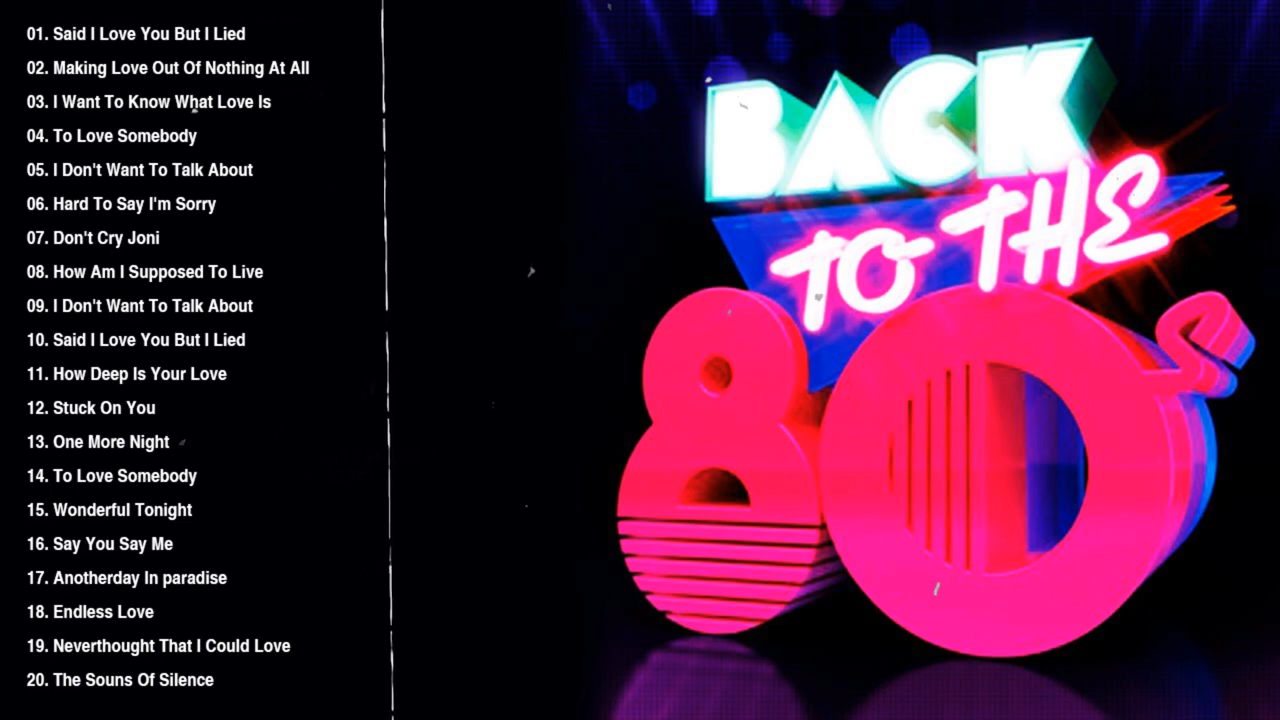 01. Said I Love You But I Lied
02. Making Love Out Of Nothing At All
03. I Want To Know What Love Is
04. To Love Somebody
05. I Don't Want To Talk About
06. Hard To Say I'm Sorry
07. Don't Cry Joni
08. How Am I Supposed To Live
09. I Don't Want To Talk About
10. Said I Love You But I Lied
11. How Deep Is Your Love
12. Stuck On You
13. One More Night
14. To Love Somebody
15. Wonderful Tonight
16. Say You Say Me
17. Anotherday In paradise
18. Endless Love
19. Neverthought That I Could Love
20. The Souns Of Silence
BACK
TO THE
80s